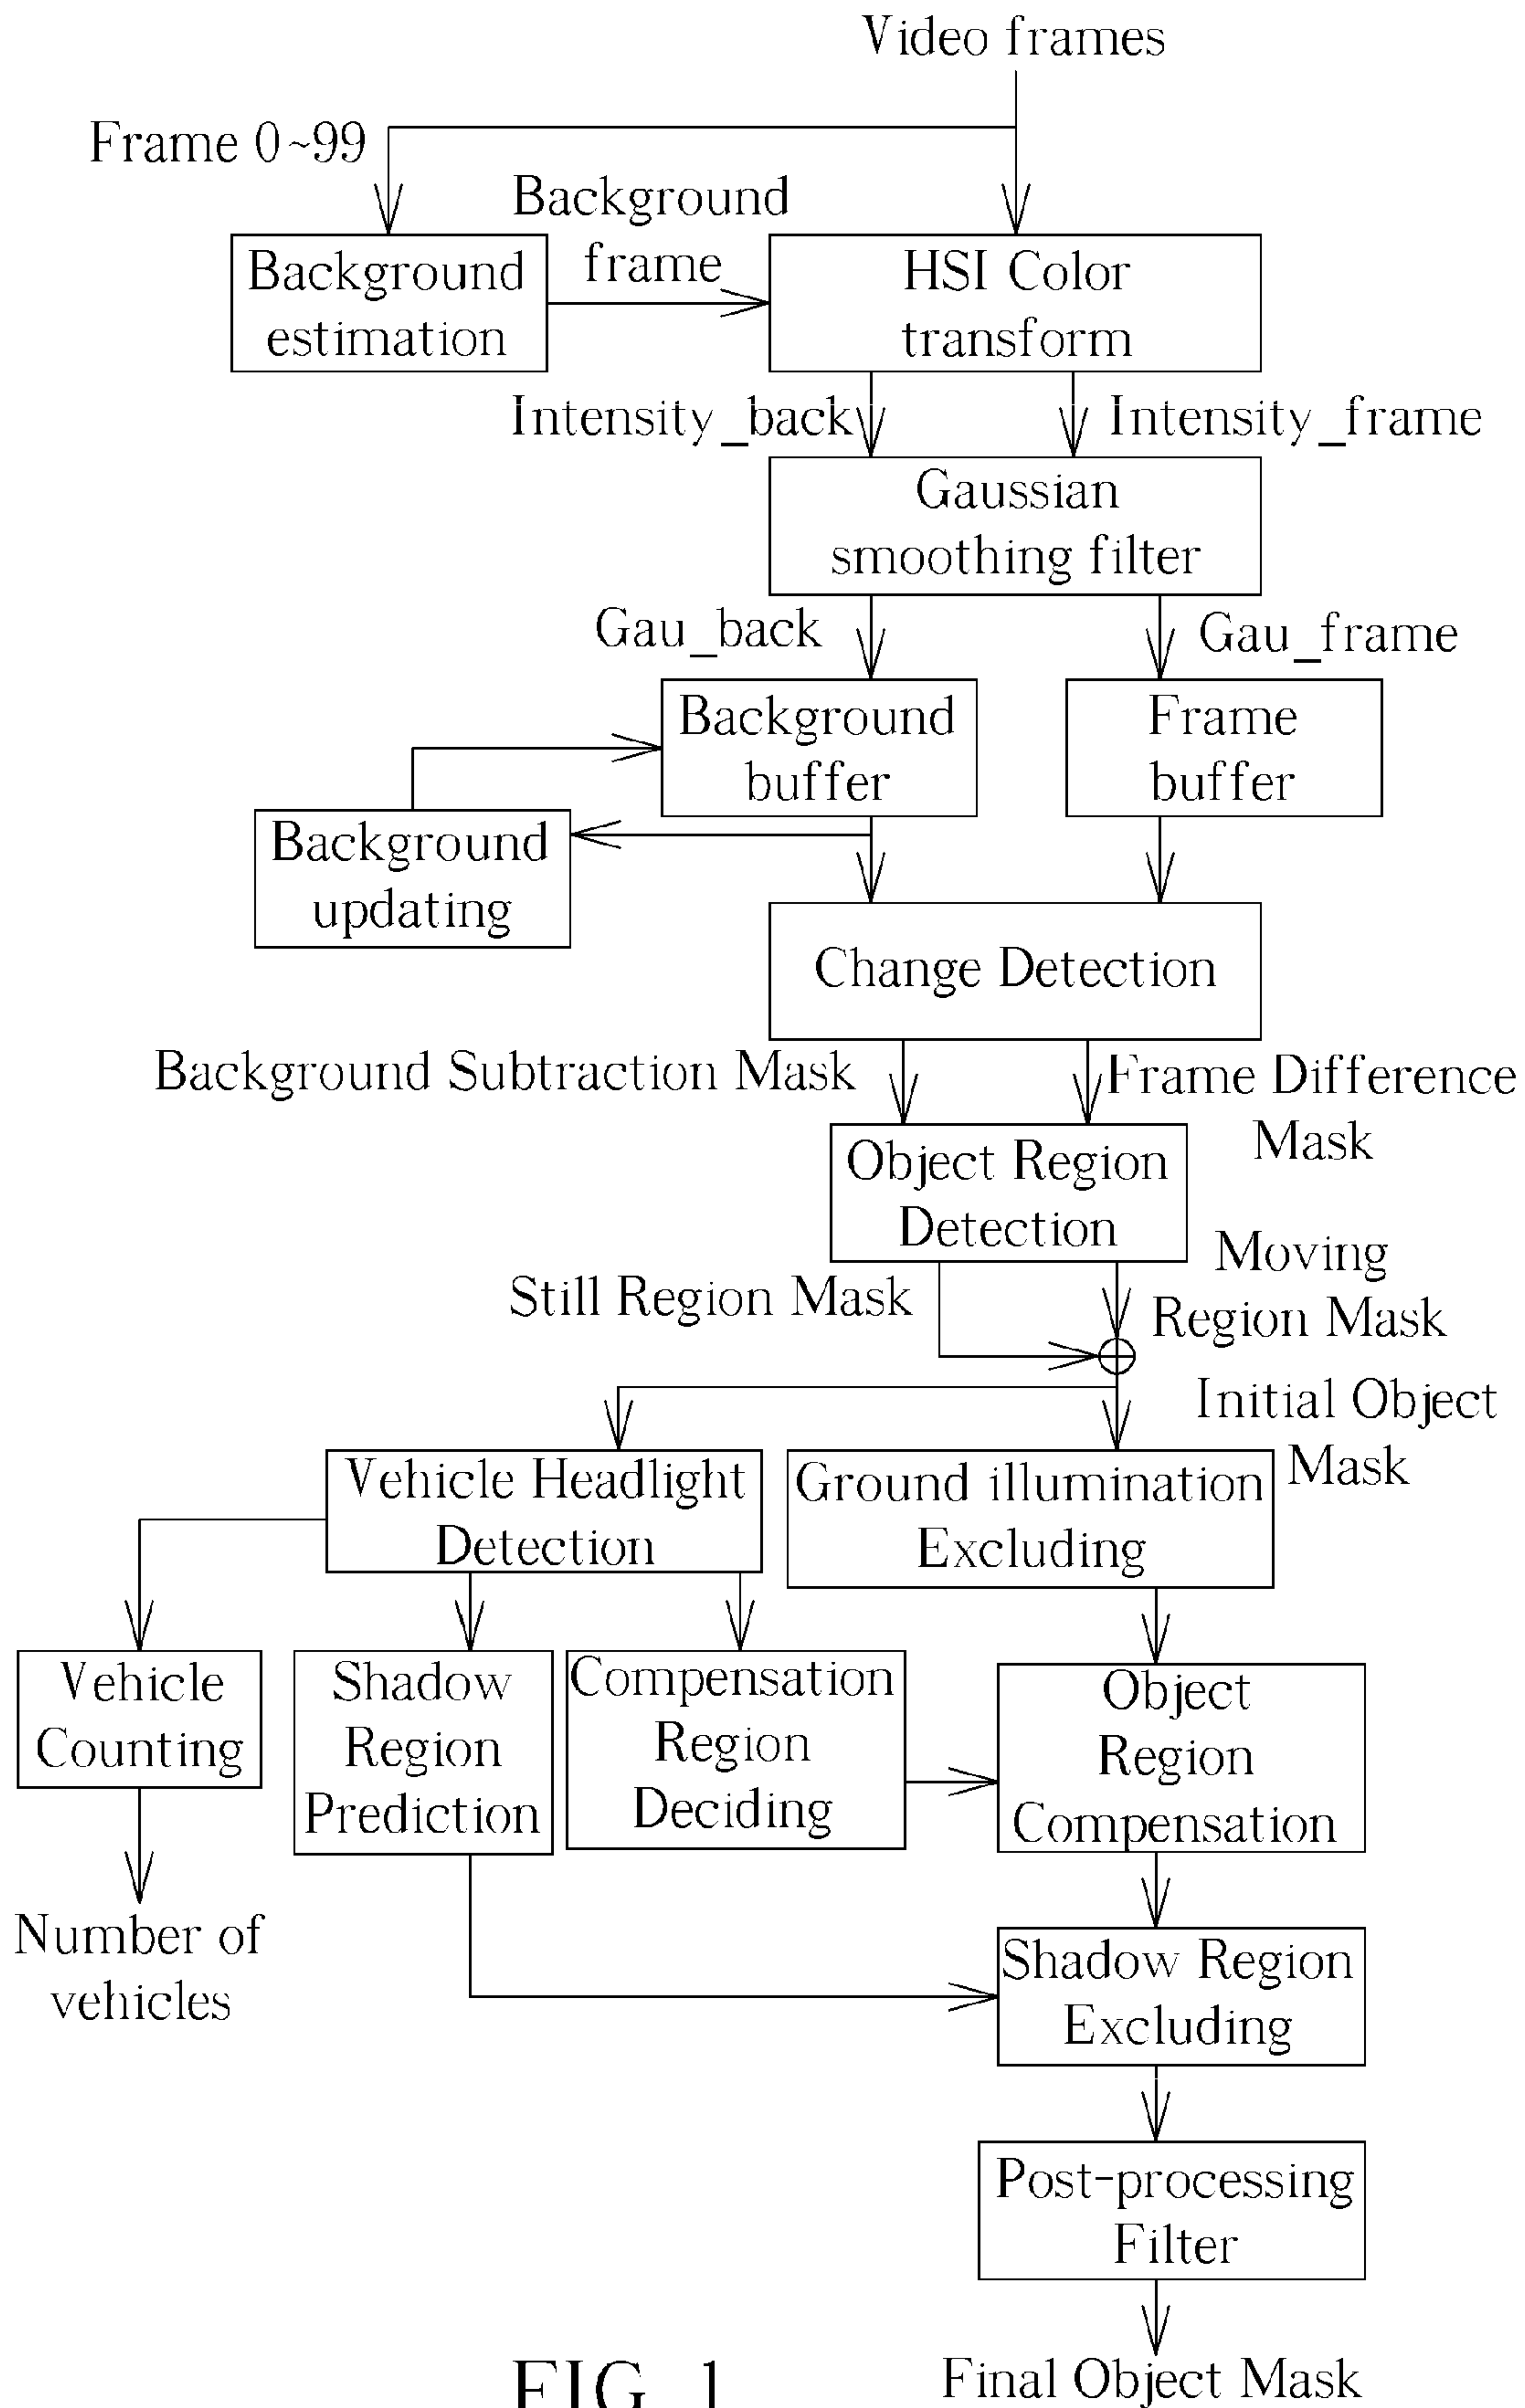 Video frames
Frame 0~99
Background
frame
Background
estimation
HSI Color
transform
Intensity_back
Intensity_frame
Gaussian
smoothing filter
Gau_back
Gau_frame
Background
buffer
Frame
buffer
Background
updating
Change Detection
Background Subtraction Mask
Frame Difference
Mask
Object Region
Detection
Still Region Mask
Moving
Region Mask
Initial Object
Mask
Vehicle Headlight
Detection
Ground illumination
Excluding
Vehicle
Counting
Shadow
Region
Prediction
Compensation
Region
Deciding
Object
Region
Compensation
Number of
vehicles
Shadow Region
Excluding
Post-processing
Filter
Final Object Mask
FIG. 1